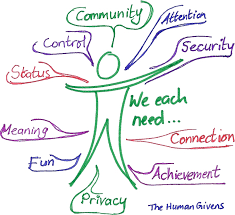 Community
Attention
Control
Security
Status
We each
need...
Meaning
Connection
Fun
Achievement
Privacy
The Human Givens